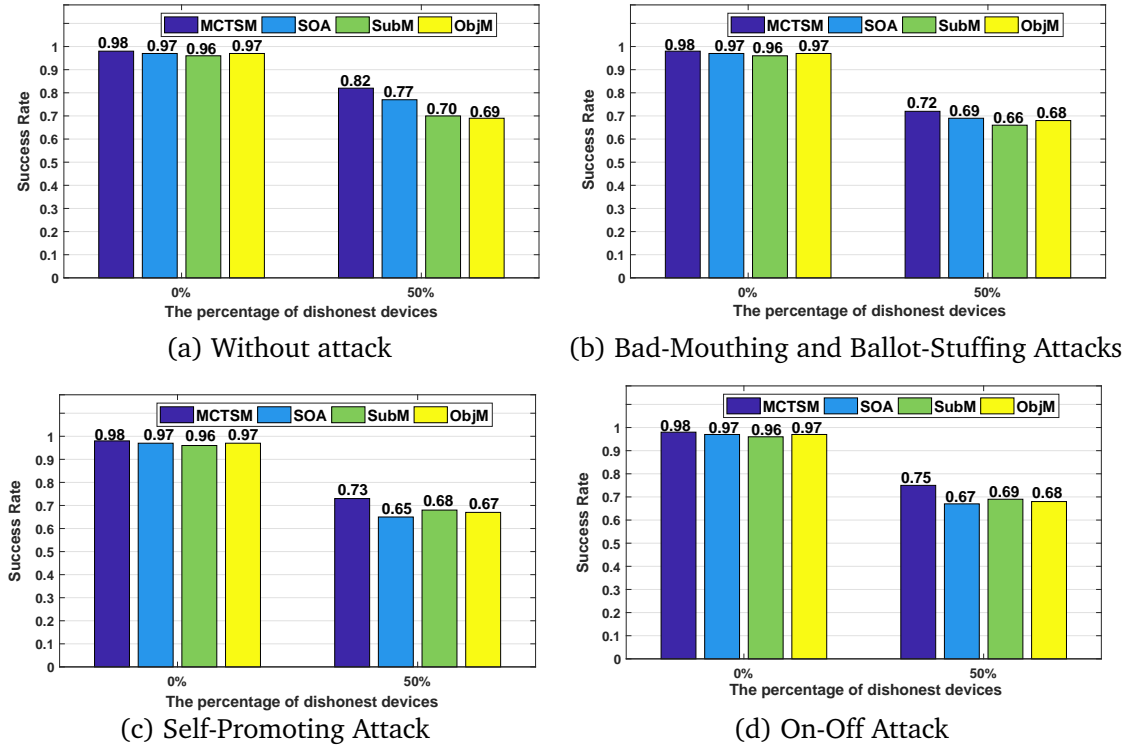 MCTSM SOA SubM ObjM
0.98 0.97 0.96 0.97 0.82 0.77 0.70 0.69
1
0.9
0.8
0.7
0.6
0.5
0.4
0.3
0.2
0.1
0
Success Rate
0% 50%
The percentage of dishonest devices
(a) Without attack
MCTSM SOA SubM ObjM
0.98 0.97 0.96 0.97 0.72 0.69 0.66 0.68
1
0.9
0.8
0.7
0.6
0.5
0.4
0.3
0.2
0.1
0
Success Rate
0% 50%
The percentage of dishonest devices
(b) Bad-Mouthing and Ballot-Stuffing Attacks
MCTSM SOA SubM ObjM
0.98 0.97 0.96 0.97 0.73 0.65 0.68 0.67
1
0.9
0.8
0.7
0.6
0.5
0.4
0.3
0.2
0.1
0
Success Rate
0% 50%
The percentage of dishonest devices
(c) Self-Promoting Attack
MCTSM SOA SubM ObjM
0.98 0.97 0.96 0.97 0.75 0.67 0.69 0.68
1
0.9
0.8
0.7
0.6
0.5
0.4
0.3
0.2
0.1
0
Success Rate
0% 50%
The percentage of dishonest devices
(d) On-Off Attack